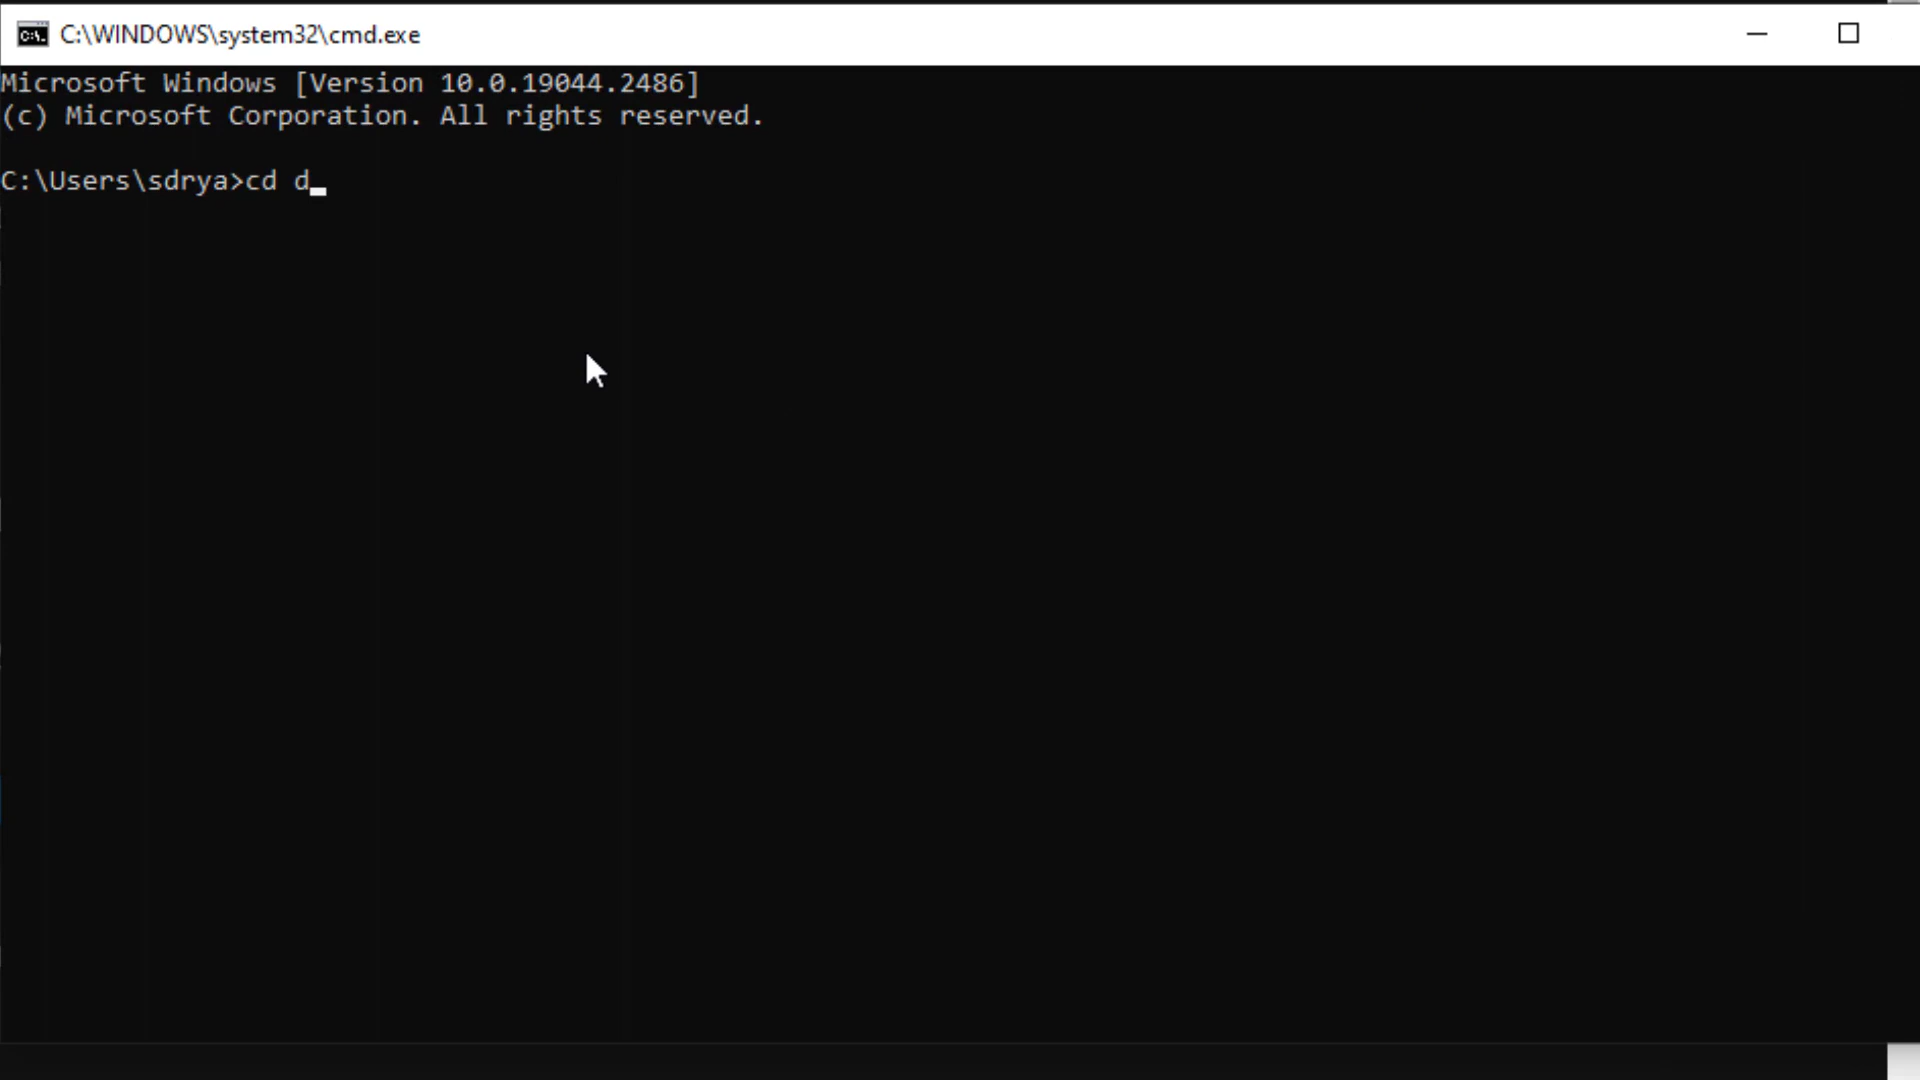 C:\WINDOWS\system32\cmd.exe
Microsoft Windows [Version 10.0.19044.2486]
(c) Microsoft Corporation. All rights reserved.
C:\Users\sdrya>cd d